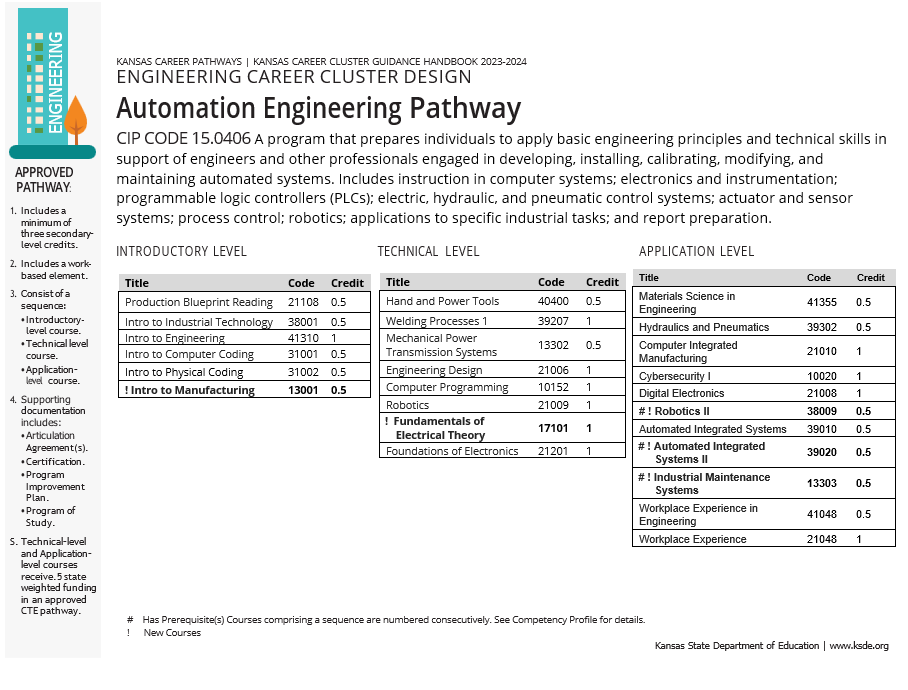 ENGINEERING
APPROVED
PATHWAY:
1. Includes a
minimum of
three secondary-
level credits.
2. Includes a work-
based element.
3. Consist of a
sequence:
• Introductory-
level course.
• Technical level
course.
• Application-
level course.
4. Supporting
documentation
includes:
• Articulation
Agreement(s).
• Certification.
• Program
Improvement
Plan.
• Program of
Study.
5. Technical-level
and Application-
level courses
receive.5 state
weighted funding
in an approved
CTE pathway.
KANSAS CAREER PATHWAYS | KANSAS CAREER CLUSTER GUIDANCE HANDBOOK 2023-2024
ENGINEERING CAREER CLUSTER DESIGN
Automation Engineering Pathway
CIP CODE 15.0406 A program that prepares individuals to apply basic engineering principles and technical skills in
support of engineers and other professionals engaged in developing, installing, calibrating, modifying, and
maintaining automated systems. Includes instruction in computer systems; electronics and instrumentation;
programmable logic controllers (PLCs); electric, hydraulic, and pneumatic control systems; actuator and sensor
systems; process control; robotics; applications to specific industrial tasks; and report preparation.
INTRODUCTORY LEVEL
Title Code Credit
Production Blueprint Reading 21108 0.5
Intro to Industrial Technology 38001 0.5
Intro to Engineering 41310 1
Intro to Computer Coding 31001 0.5
Intro to Physical Coding 31002 0.5
! Intro to Manufacturing 13001 0.5
TECHNICAL LEVEL
Title Code Credit
Hand and Power Tools 40400 0.5
Welding Processes 1 39207 1
Mechanical Power
Transmission Systems 13302 0.5
Engineering Design 21006 1
Computer Programming 10152 1
Robotics 21009 1
! Fundamentals of
Electrical Theory 17101 1
Foundations of Electronics 21201 1
APPLICATION LEVEL
Title Code Credit
Materials Science in
Engineering 41355 0.5
Hydraulics and Pneumatics 39302 0.5
Computer Integrated
Manufacturing 21010 1
Cybersecurity I 10020 1
Digital Electronics 21008 1
# ! Robotics II 38009 0.5
Automated Integrated Systems 39010 0.5
# ! Automated Integrated
Systems II 39020 0.5
# ! Industrial Maintenance
Systems 13303 0.5
Workplace Experience in
Engineering 41048 0.5
Workplace Experience 21048 1
# Has Prerequisite(s) Courses comprising a sequence are numbered consecutively. See Competency Profile for details.
! New Courses
Kansas State Department of Education | www.ksde.org